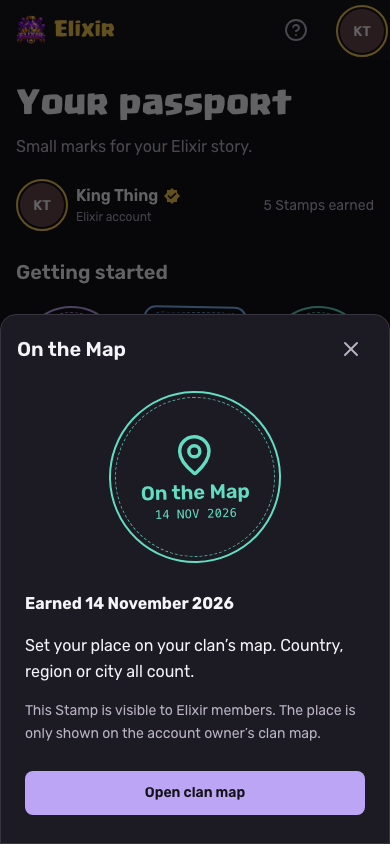 Elixir
KT
Your passport
Small marks for your Elixir story.
KT
King Thing
Elixir account
5 Stamps earned
Getting started
On the Map
On the Map
14 NOV 2026
Earned 14 November 2026
Set your place on your clan’s map. Country,
region or city all count.
This Stamp is visible to Elixir members. The place is
only shown on the account owner’s clan map.
Open clan map